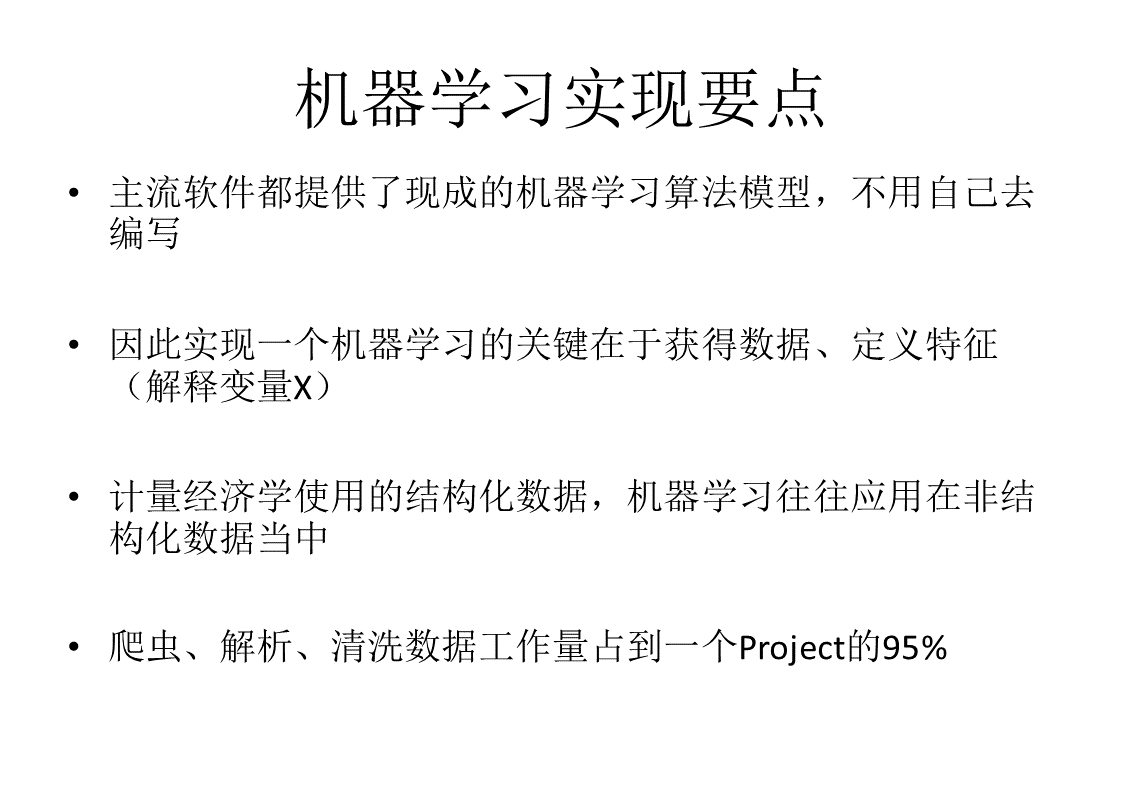 机器学习实现要点
• 主流软件都提供了现成的机器学习算法模型，不用自己去
编写
• 因此实现一个机器学习的关键在于获得数据、定义特征
（解释变量X）
• 计量经济学使用的结构化数据，机器学习往往应用在非结
构化数据当中
• 爬虫、解析、清洗数据工作量占到一个Project的95%